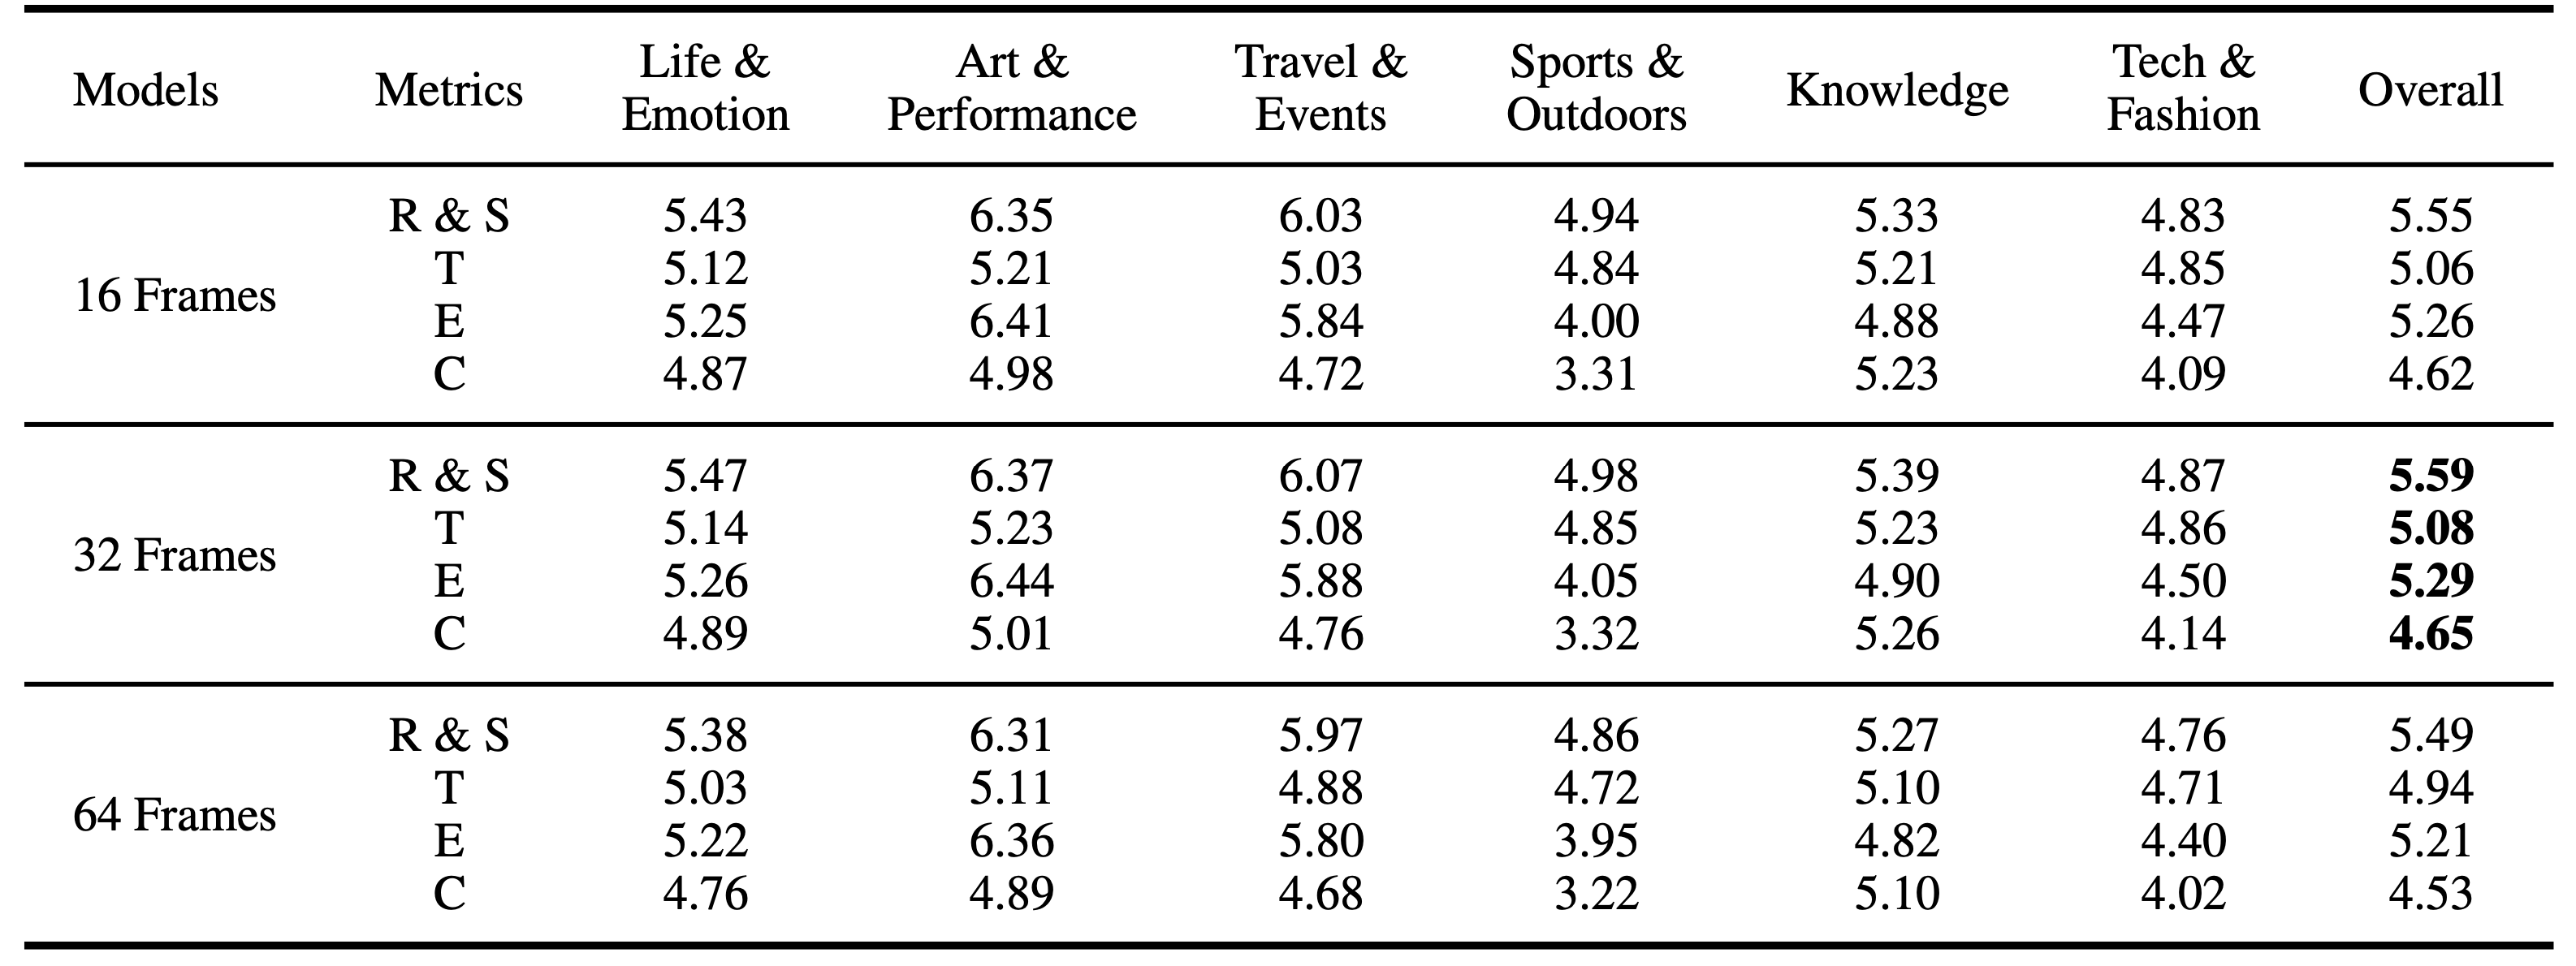 Models Metrics Life & Emotion Art & Performance Travel & Events Sports & Outdoors Knowledge Tech & Fashion Overall
16 Frames
R & S 5.43 6.35 6.03 4.94 5.33 4.83 5.55
T 5.12 5.21 5.03 4.84 5.21 4.85 5.06
E 5.25 6.41 5.84 4.00 4.88 4.47 5.26
C 4.87 4.98 4.72 3.31 5.23 4.09 4.62
32 Frames
R & S 5.47 6.37 6.07 4.98 5.39 4.87 5.59
T 5.14 5.23 5.08 4.85 5.23 4.86 5.08
E 5.26 6.44 5.88 4.05 4.90 4.50 5.29
C 4.89 5.01 4.76 3.32 5.26 4.14 4.65
64 Frames
R & S 5.38 6.31 5.97 4.86 5.27 4.76 5.49
T 5.03 5.11 4.88 4.72 5.10 4.71 4.94
E 5.22 6.36 5.80 3.95 4.82 4.40 5.21
C 4.76 4.89 4.68 3.22 5.10 4.02 4.53